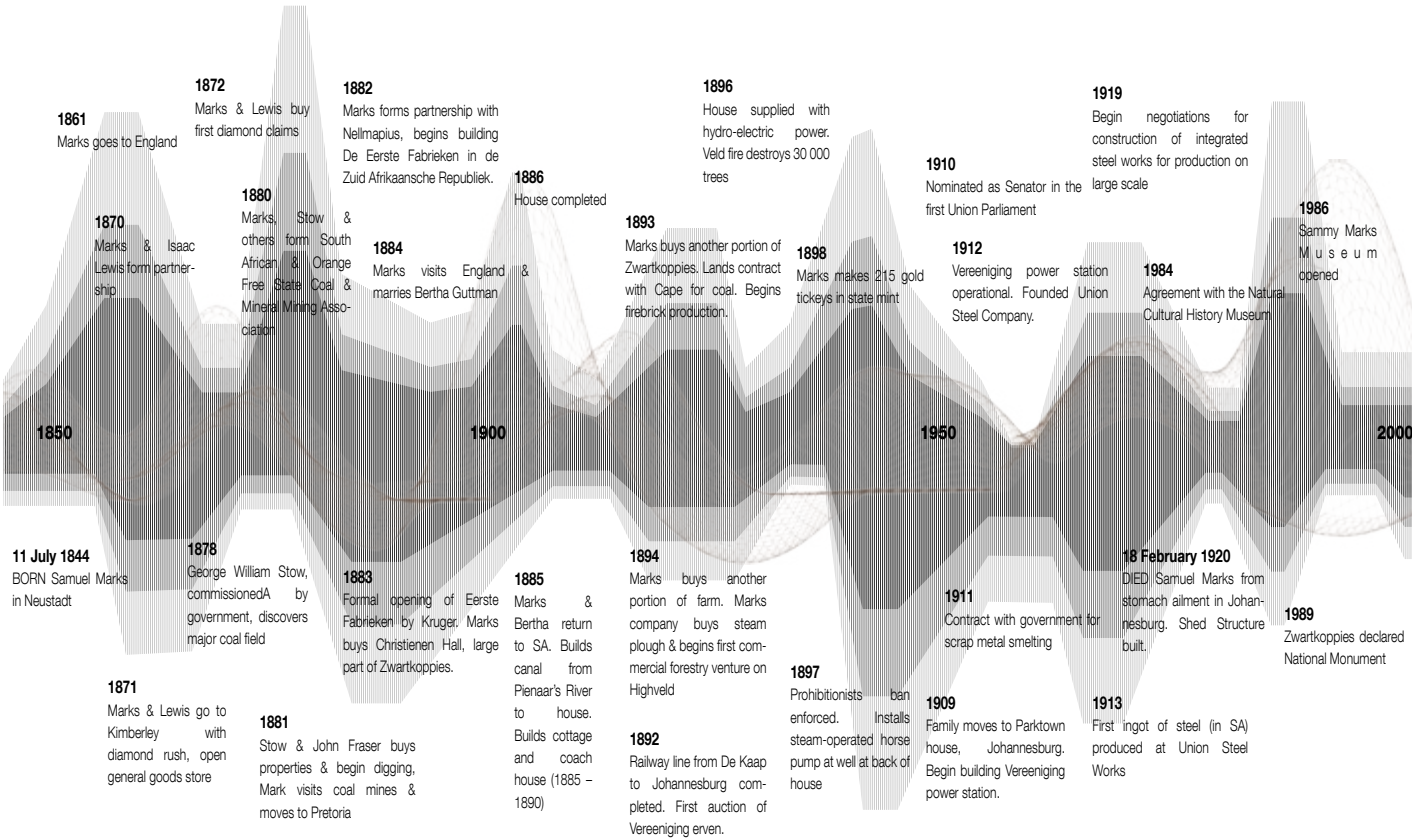 1861
Marks goes to England
1872
Marks & Lewis buy
first diamond claims
1882
Marks forms partnership with
Nellmapius, begins building
De Eerste Fabrieken in de
Zuid Afrikaansche Republiek.
1896
House supplied with
hydro-electric power.
Veld fire destroys 30 000
trees
1919
Begin negotiations for
construction of integrated
steel works for production on
large scale
1870
Marks & Isaac
Lewis form partner-
ship
1880
Marks, Stow &
others form South
African & Orange
Free State Coal &
Mineral Mining Asso-
ciation
1884
Marks visits England &
marries Bertha Guttman
1886
House completed
1893
Marks buys another portion of
Zwartkoppies. Lands contract
with Cape for coal. Begins
firebrick production.
1898
Marks makes 215 gold
tickeys in state mint
1910
Nominated as Senator in the
first Union Parliament
1912
Vereeniging power station
operational. Founded Union
Steel Company.
1984
Agreement with the Natural
Cultural History Museum
1986
Sammy Marks
Museum
opened
1850
1900
1950
2000
11 July 1844
BORN Samuel Marks
in Neustadt
1878
George William Stow,
commissionedA by
government, discovers
major coal field
1883
Formal opening of Eerste
Fabrieken by Kruger. Marks
buys Christienen Hall, large
part of Zwartkoppies.
1885
Marks &
Bertha return
to SA. Builds
canal from
Pienaar's River
to house.
Builds cottage
and coach
house (1885 –
1890)
1894
Marks buys another
portion of farm. Marks
company buys steam
plough & begins first com-
mercial forestry venture on
Highveld
1911
Contract with government for
scrap metal smelting
18 February 1920
DIED Samuel Marks from
stomach ailment in Johan-
nesburg. Shed Structure
built.
1989
Zwartkoppies declared
National Monument
1871
Marks & Lewis go to
Kimberley with
diamond rush, open
general goods store
1881
Stow & John Fraser buys
properties & begin digging,
Mark visits coal mines &
moves to Pretoria
1892
Railway line from De Kaap
to Johannesburg com-
pleted. First auction of
Vereeniging erven.
1897
Prohibitionists ban
enforced. Installs
steam-operated horse
pump at well at back of
house
1909
Family moves to Parktown
house, Johannesburg.
Begin building Vereeniging
power station.
1913
First ingot of steel (in SA)
produced at Union Steel
Works